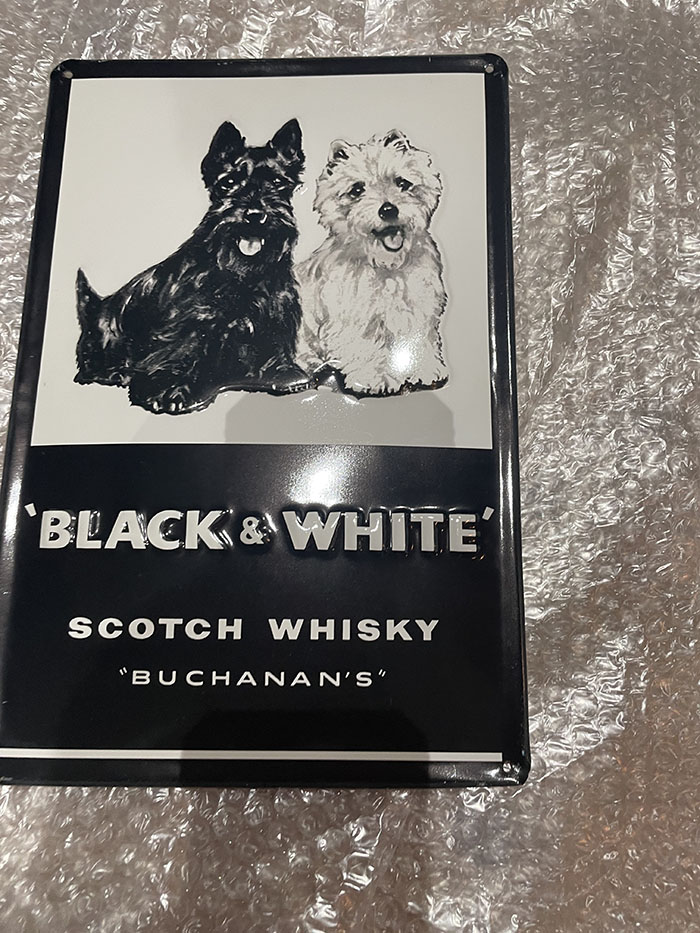 'BLACK & WHITE'
SCOTCH WHISKY
"BUCHANAN'S"